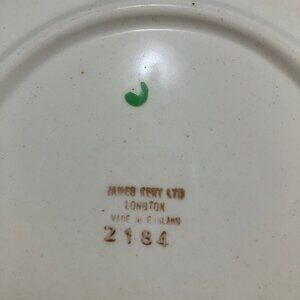 JAMES KENT LTD
LONGTON
MADE IN ENGLAND
2184